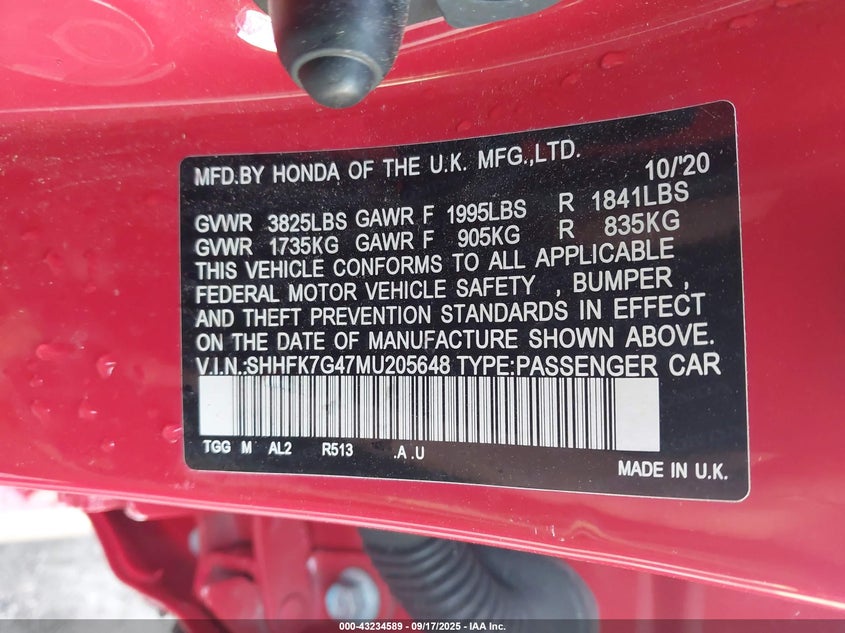 MFD.BY HONDA OF THE U.K. MFG.,LTD. 10/'20
GVWR 3825LBS GAWR F 1995LBS R 1841LBS
GVWR 1735KG GAWR F 905KG R 835KG
THIS VEHICLE CONFORMS TO ALL APPLICABLE
FEDERAL MOTOR VEHICLE SAFETY , BUMPER ,
AND THEFT PREVENTION STANDARDS IN EFFECT
ON THE DATE OF MANUFACTURE SHOWN ABOVE.
V.I.N.:SHHFK7G47MU205648 TYPE:PASSENGER CAR
TGG M AL2 R513 .A .U
MADE IN U.K.
000-43234589 - 09/17/2025 - IAA Inc.